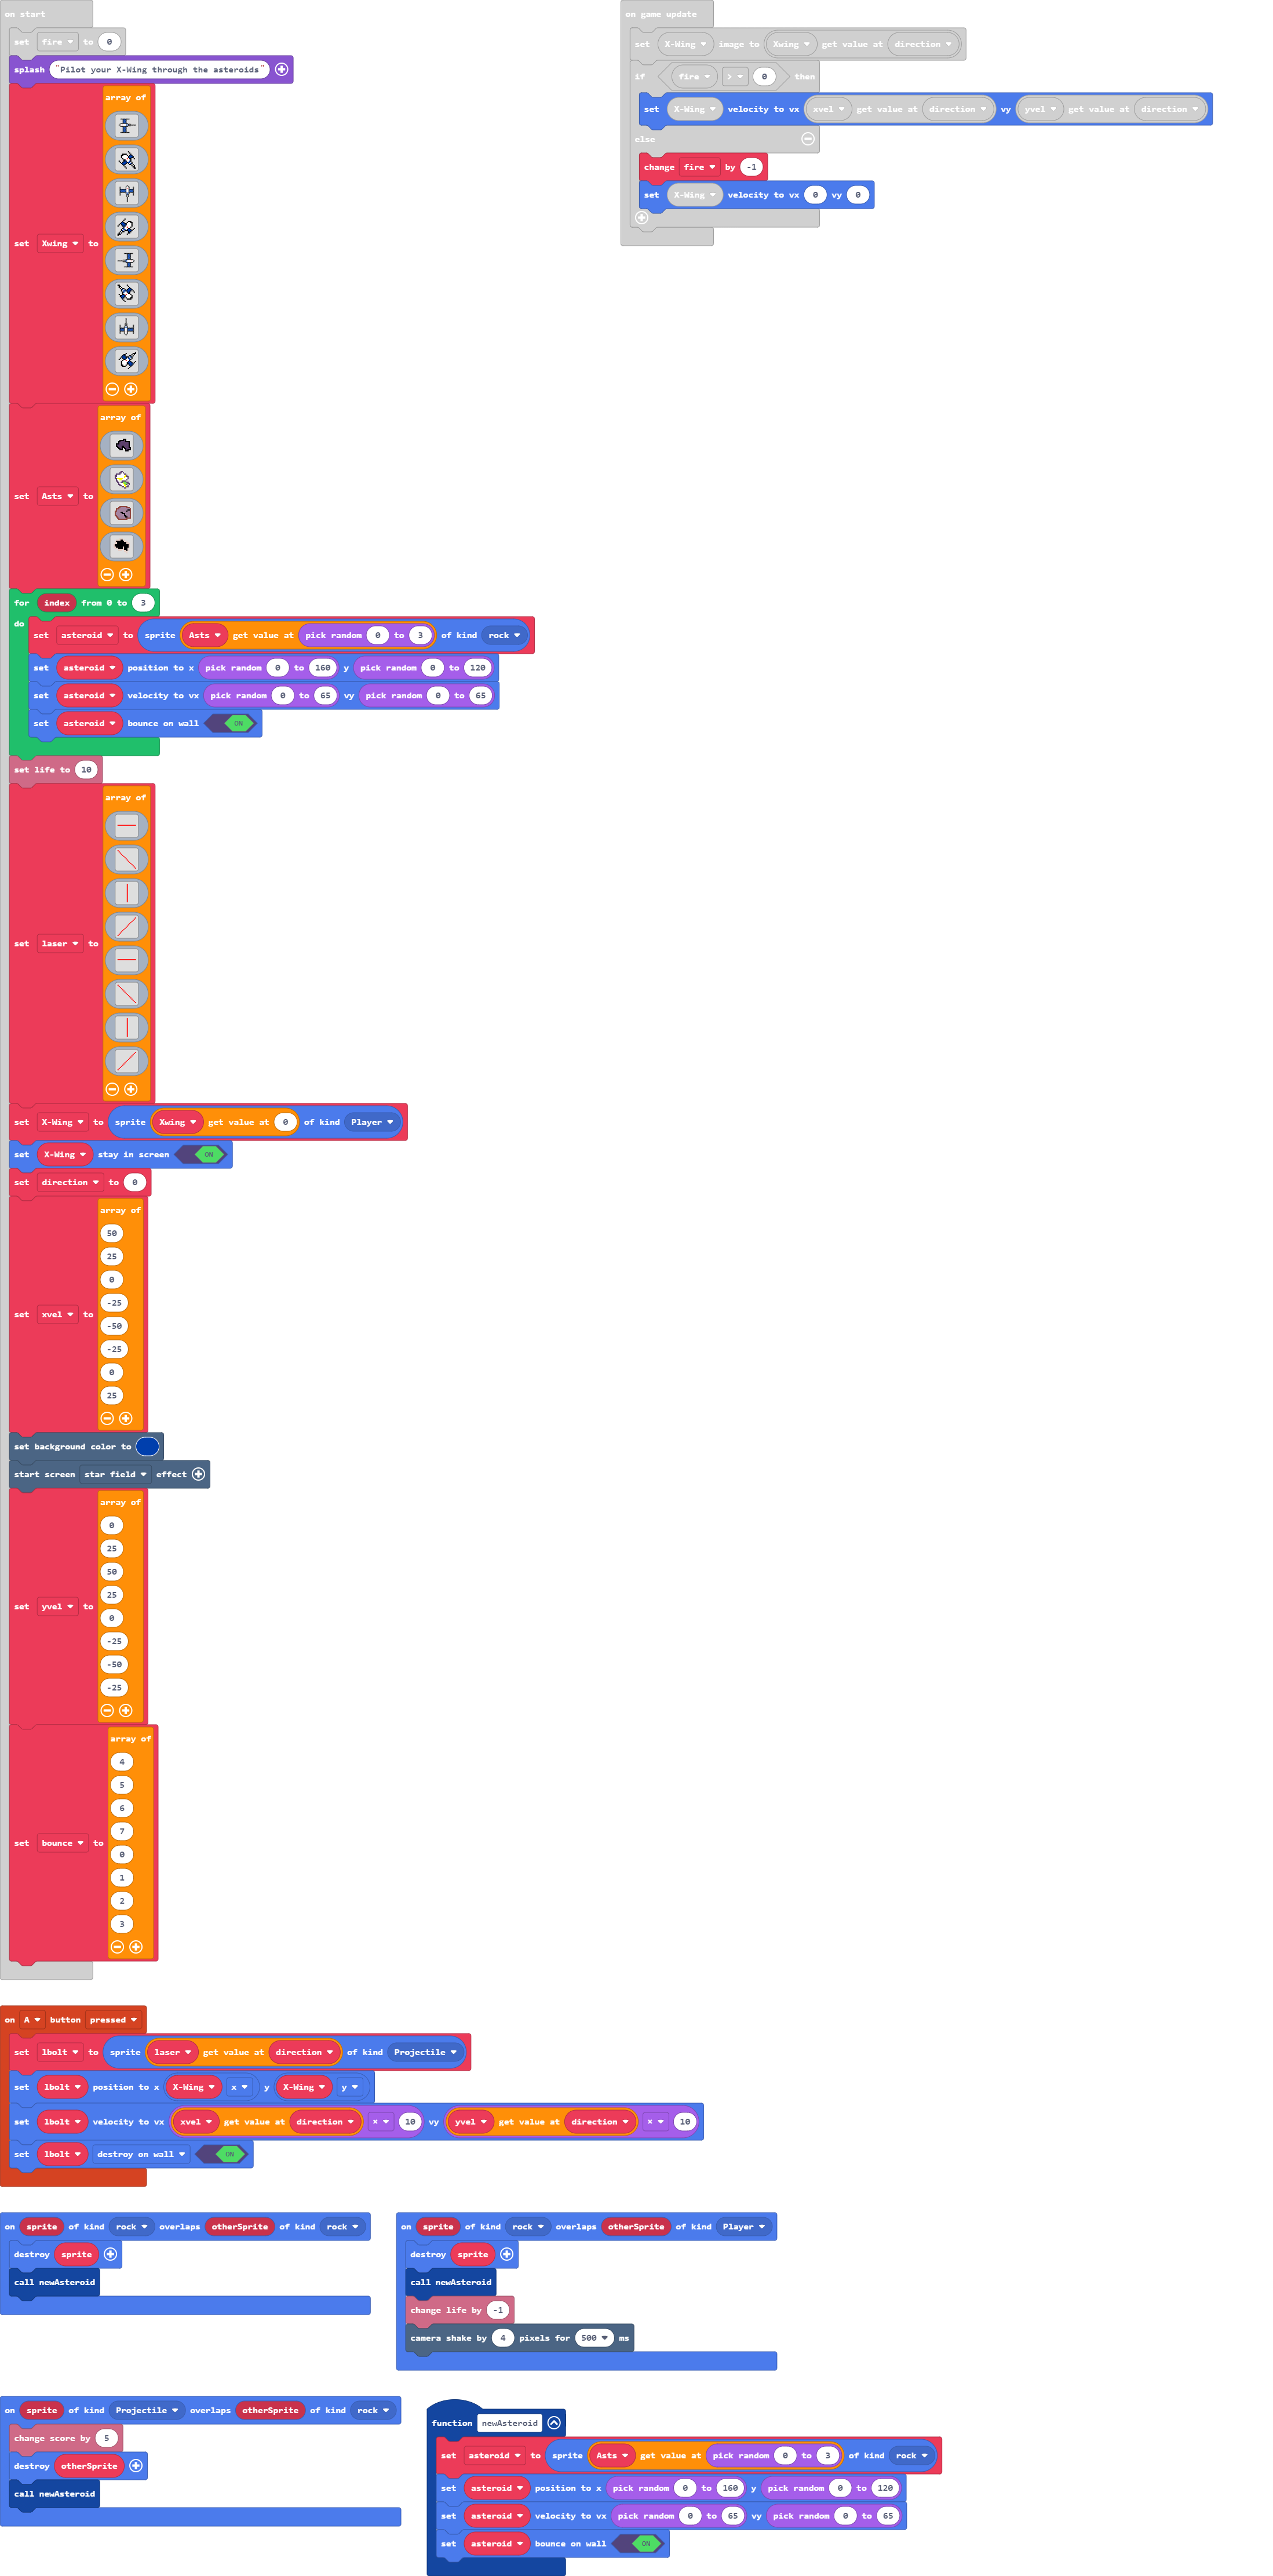 on start
set fire to 0
splash "Pilot your X-Wing through the asteroids"
set Xwing to array of
set Asts to array of
for index from 0 to 3
do
set asteroid to sprite Asts get value at pick random 0 to 3 of kind rock
set asteroid position to x pick random 0 to 160 y pick random 0 to 120
set asteroid velocity to vx pick random 0 to 65 vy pick random 0 to 65
set asteroid bounce on wall ON
set life to 10
set laser to array of
set X-Wing to sprite Xwing get value at 0 of kind Player
set X-Wing stay in screen ON
set direction to 0
set xvel to array of
50
25
0
-25
-50
-25
0
25
set background color to
start screen star field effect
set yvel to array of
0
25
50
25
0
-25
-50
-25
set bounce to array of
4
5
6
7
0
1
2
3
on game update
set X-Wing image to Xwing get value at direction
if fire > 0 then
set X-Wing velocity to vx xvel get value at direction vy yvel get value at direction
else
change fire by -1
set X-Wing velocity to vx 0 vy 0
on A button pressed
set lbolt to sprite laser get value at direction of kind Projectile
set lbolt position to x X-Wing x y X-Wing y
set lbolt velocity to vx xvel get value at direction × 10 vy yvel get value at direction × 10
set lbolt destroy on wall ON
on sprite of kind rock overlaps otherSprite of kind rock
destroy sprite
call newAsteroid
on sprite of kind rock overlaps otherSprite of kind Player
destroy sprite
call newAsteroid
change life by -1
camera shake by 4 pixels for 500 ms
on sprite of kind Projectile overlaps otherSprite of kind rock
change score by 5
destroy otherSprite
call newAsteroid
function newAsteroid
set asteroid to sprite Asts get value at pick random 0 to 3 of kind rock
set asteroid position to x pick random 0 to 160 y pick random 0 to 120
set asteroid velocity to vx pick random 0 to 65 vy pick random 0 to 65
set asteroid bounce on wall ON